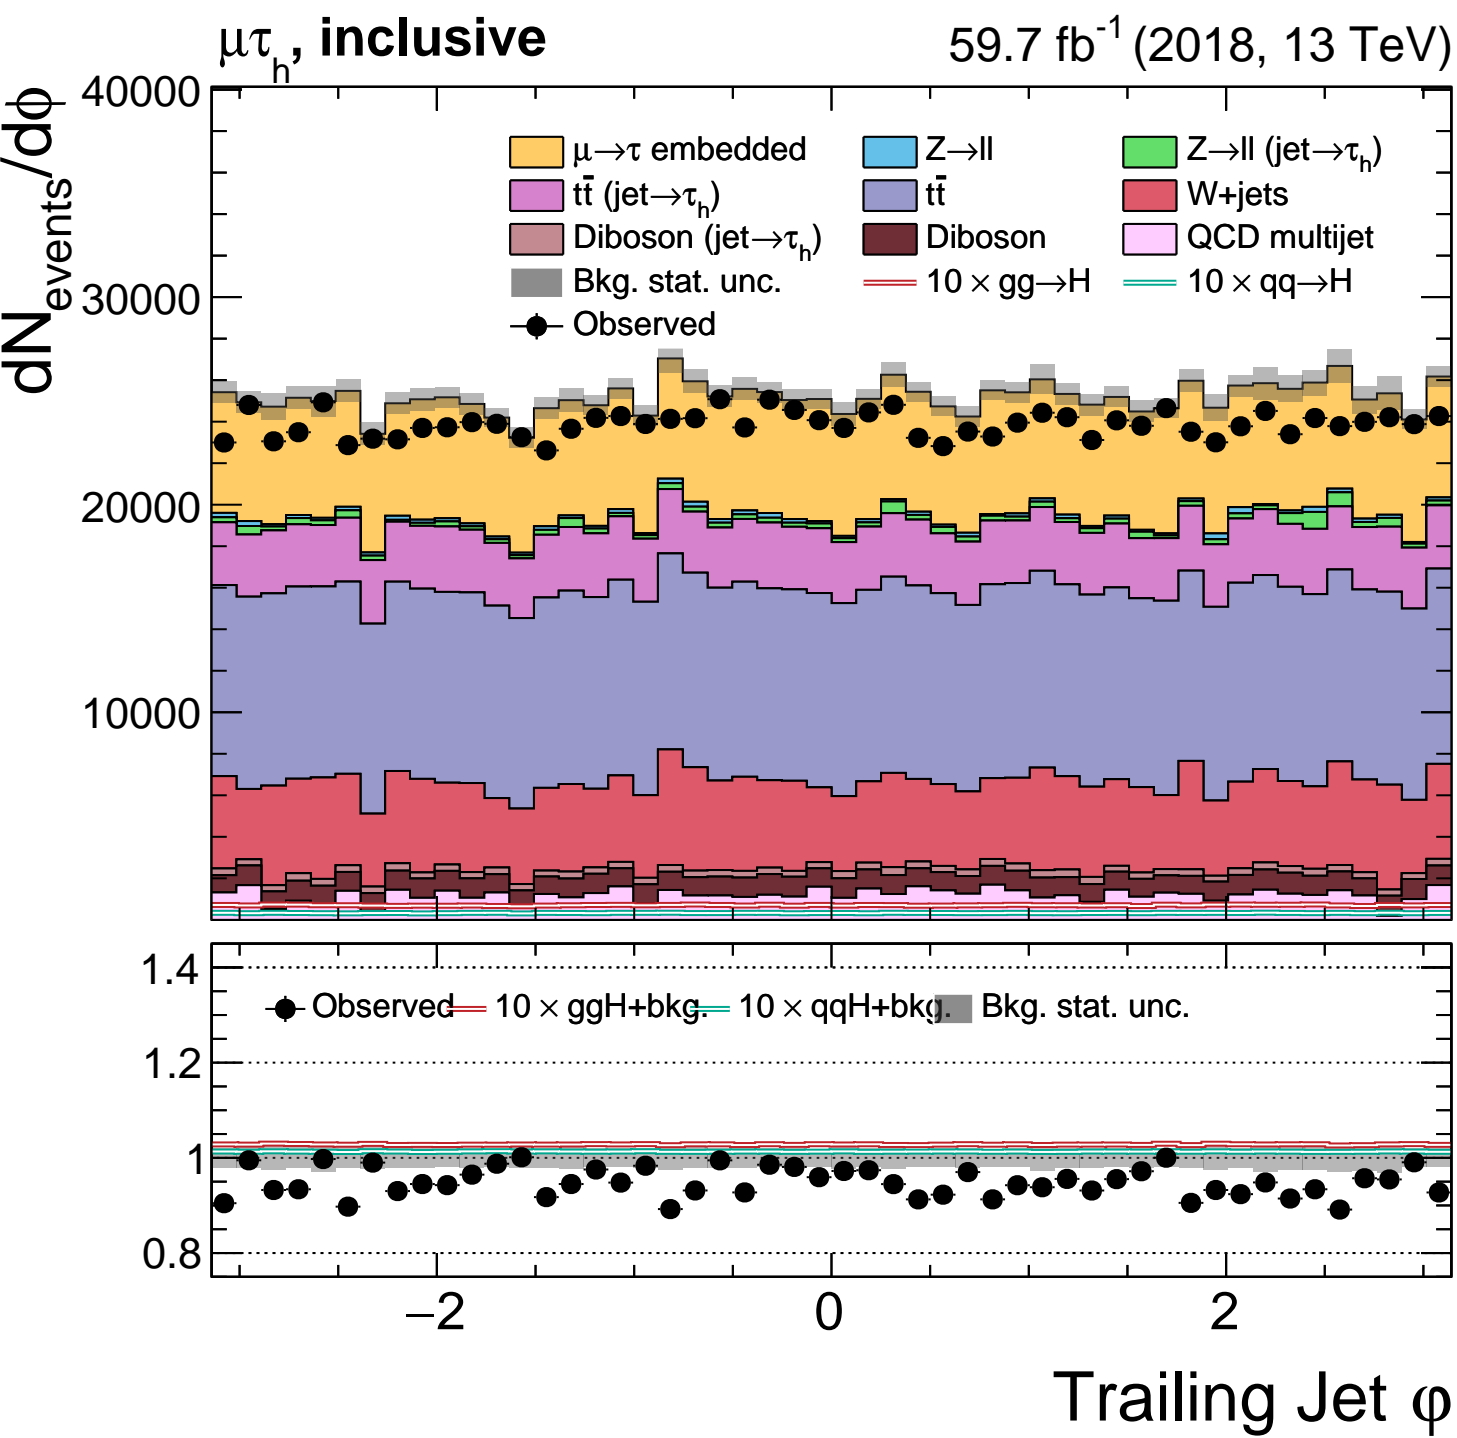 μτh, inclusive 59.7 fb-1 (2018, 13 TeV)
dNevents/dϕ
40000
30000
20000
10000
μ→τ embedded Z→ll Z→ll (jet→τh)
tt̄ (jet→τh) tt̄ W+jets
Diboson (jet→τh) Diboson QCD multijet
Bkg. stat. unc. 10 × gg→H 10 × qq→H
Observed
1.4
1.2
1
0.8
Observed 10 × ggH+bkg. 10 × qqH+bkg. Bkg. stat. unc.
−2 0 2
Trailing Jet φ